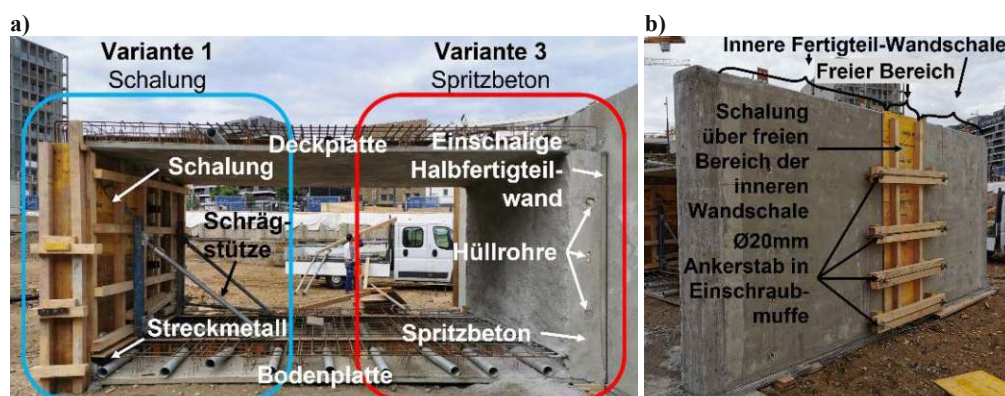 a)
Variante 1
Schalung
Variante 3
Spritzbeton
Deckplatte
Schalung
Einschalige
Halbfertigteil-
wand
Schräg-
stütze
Hüllrohre
Streckmetall
Spritzbeton
Bodenplatte
b)
Innere Fertigteil-Wandschale
Freier Bereich
Schalung
über freien
Bereich der
inneren
Wandschale
Ø20mm
Ankerstab in
Einschraub-
muffe